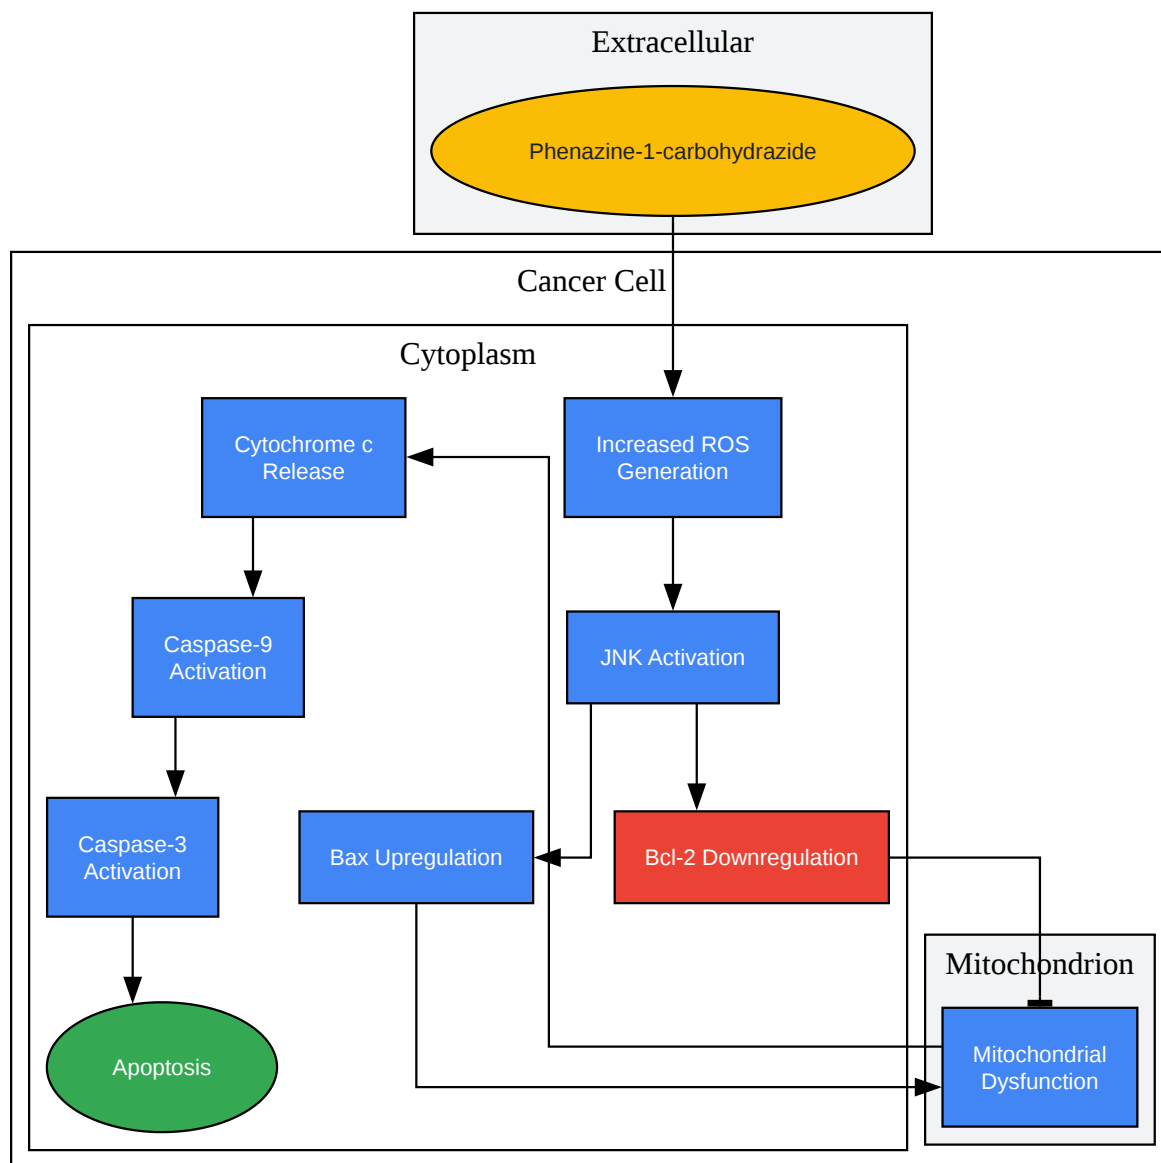 Extracellular
Phenazine-1-carbohydrazide
Cancer Cell
Cytoplasm
Cytochrome c
Release
Increased ROS
Generation
Caspase-9
Activation
JNK Activation
Caspase-3
Activation
Bax Upregulation
Bcl-2 Downregulation
Mitochondrion
Mitochondrial
Dysfunction
Apoptosis